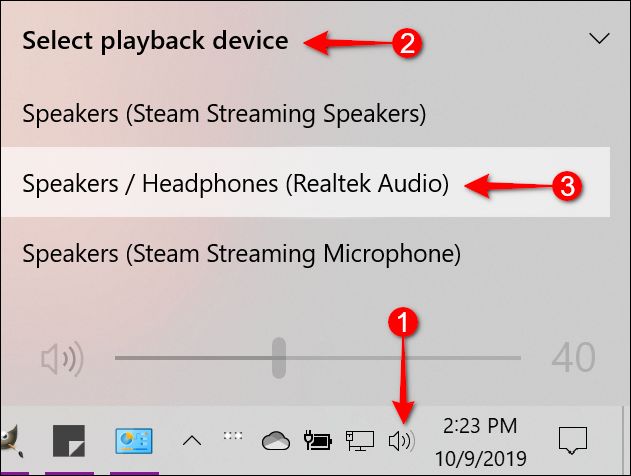 Select playback device
2
Speakers (Steam Streaming Speakers)
Speakers / Headphones (Realtek Audio)
3
Speakers (Steam Streaming Microphone)
1
40
2:23 PM
10/9/2019